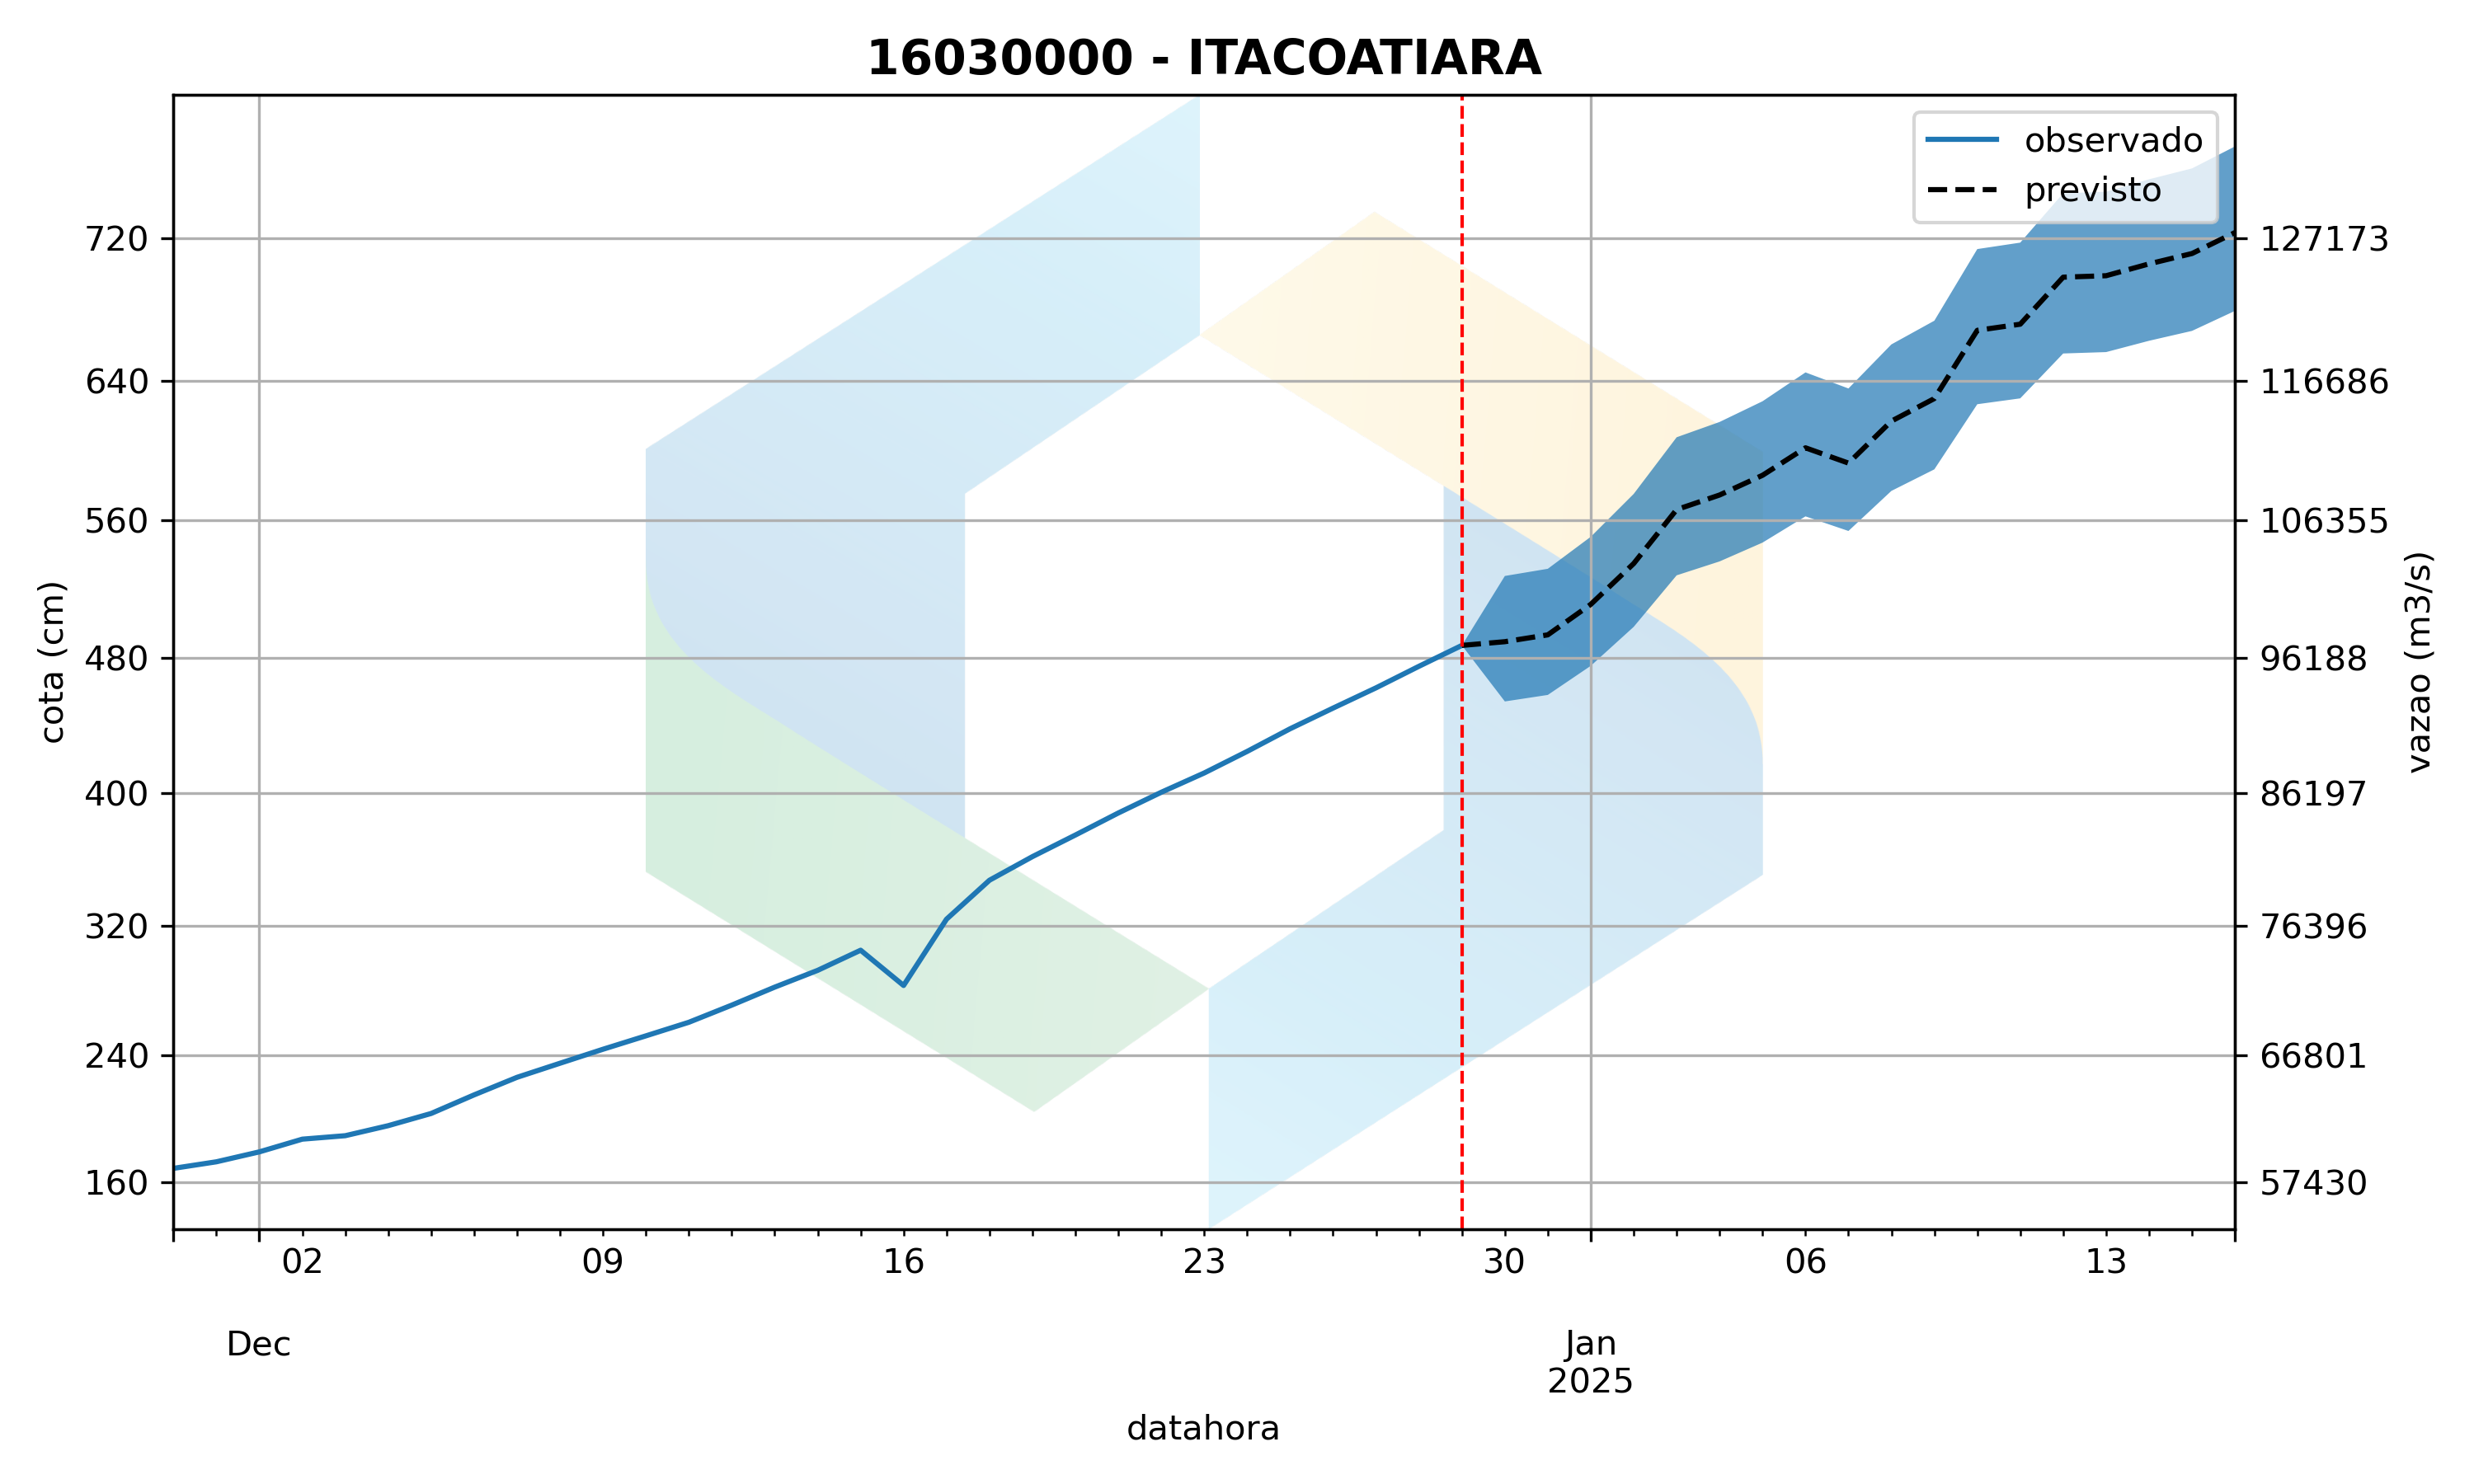 16030000 - ITACOATIARA
observado
previsto
720
640
560
480
400
320
240
160
cota (cm)
127173
116686
106355
96188
86197
76396
66801
57430
vazao (m3/s)
02 09 16 23 30 06 13
Dec Jan
2025
datahora